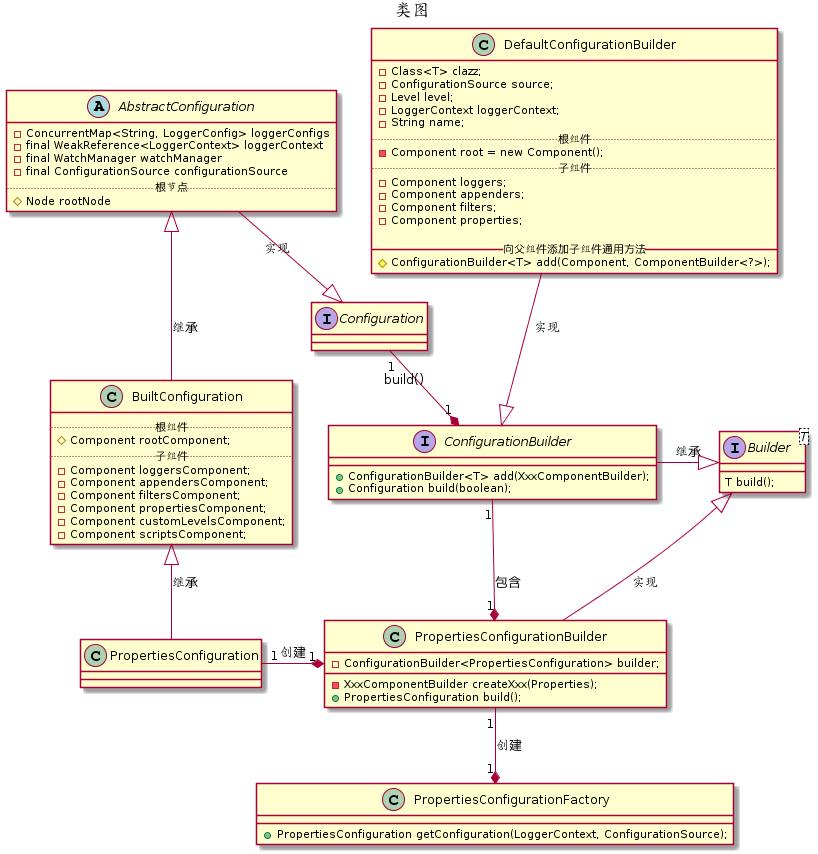 类图
C DefaultConfigurationBuilder
Class<T> clazz;
ConfigurationSource source;
Level level;
LoggerContext loggerContext;
String name;
根组件
Component root = new Component();
子组件
Component loggers;
Component appenders;
Component filters;
Component properties;
向父组件添加子组件通用方法
ConfigurationBuilder<T> add(Component, ComponentBuilder<?>);
A AbstractConfiguration
ConcurrentMap<String, LoggerConfig> loggerConfigs
final WeakReference<LoggerContext> loggerContext
final WatchManager watchManager
final ConfigurationSource configurationSource
根节点
Node rootNode
实现
I Configuration
继承
实现
1
build()
1
C BuiltConfiguration
根组件
Component rootComponent;
子组件
Component loggersComponent;
Component appendersComponent;
Component filtersComponent;
Component propertiesComponent;
Component customLevelsComponent;
Component scriptsComponent;
I ConfigurationBuilder
ConfigurationBuilder<T> add(XxxComponentBuilder);
Configuration build(boolean);
继承
I Builder
T
T build();
1
包含
1
实现
继承
C PropertiesConfiguration
1 创建 1
C PropertiesConfigurationBuilder
ConfigurationBuilder<PropertiesConfiguration> builder;
XxxComponentBuilder createXxx(Properties);
PropertiesConfiguration build();
1
创建
1
C PropertiesConfigurationFactory
PropertiesConfiguration getConfiguration(LoggerContext, ConfigurationSource);